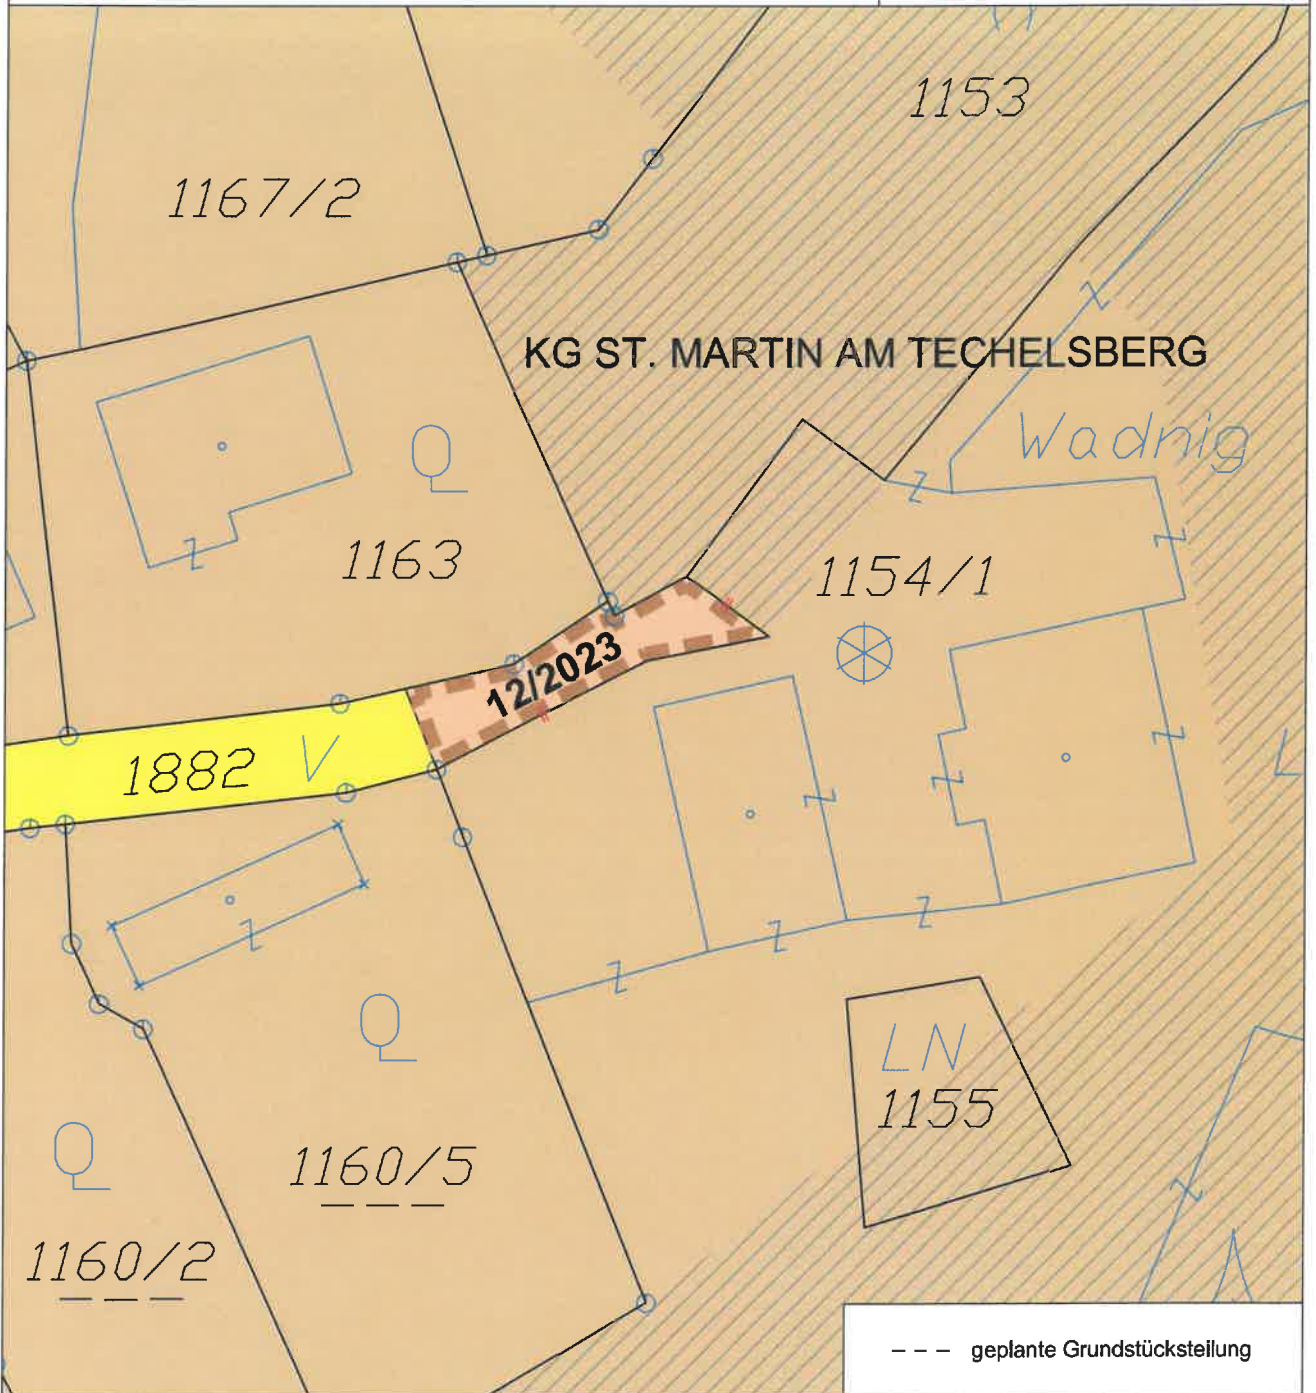 1153
1167/2
KG ST. MARTIN AM TECHELSBERG
Wadnig
Q
1163
1154/1
12/2023
1882 V
L
Q
LN
1155
Q
1160/5
1160/2
--- geplante Grundstücksteilung